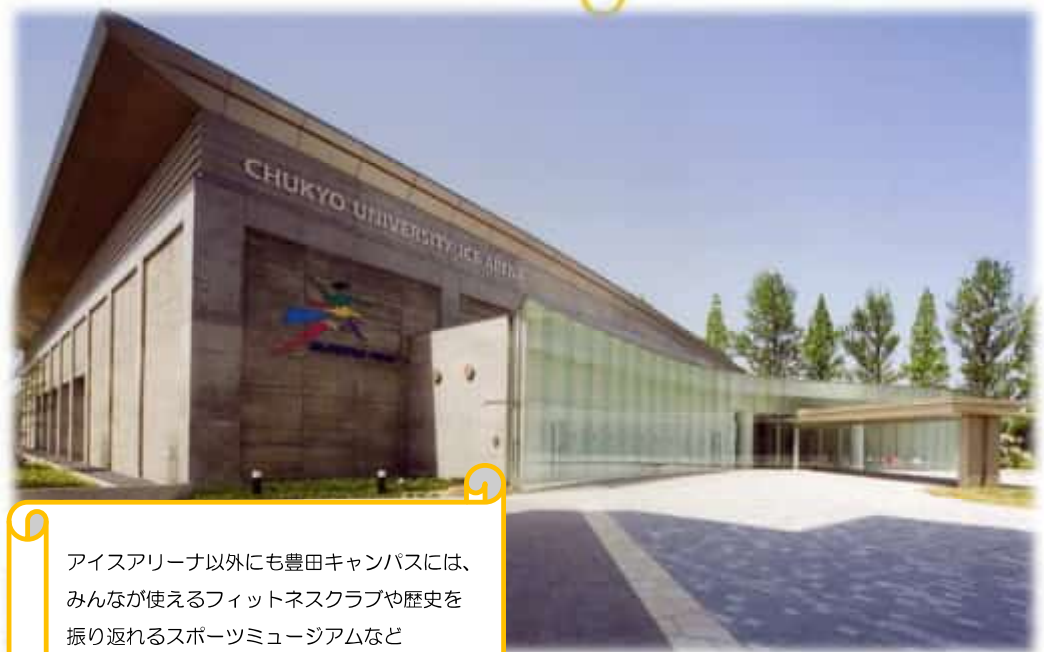 CHUKYO UNIVERSITY ICE ARENA
アイスアリーナ以外にも豊田キャンパスには、
みんなが使えるフィットネスクラブや歴史を
振り返れるスポーツミュージアムなど